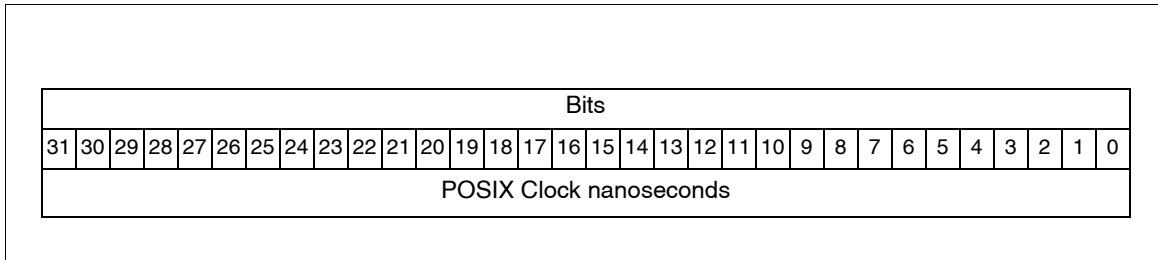 Bits
31 30 29 28 27 26 25 24 23 22 21 20 19 18 17 16 15 14 13 12 11 10 9 8 7 6 5 4 3 2 1 0
POSIX Clock nanoseconds